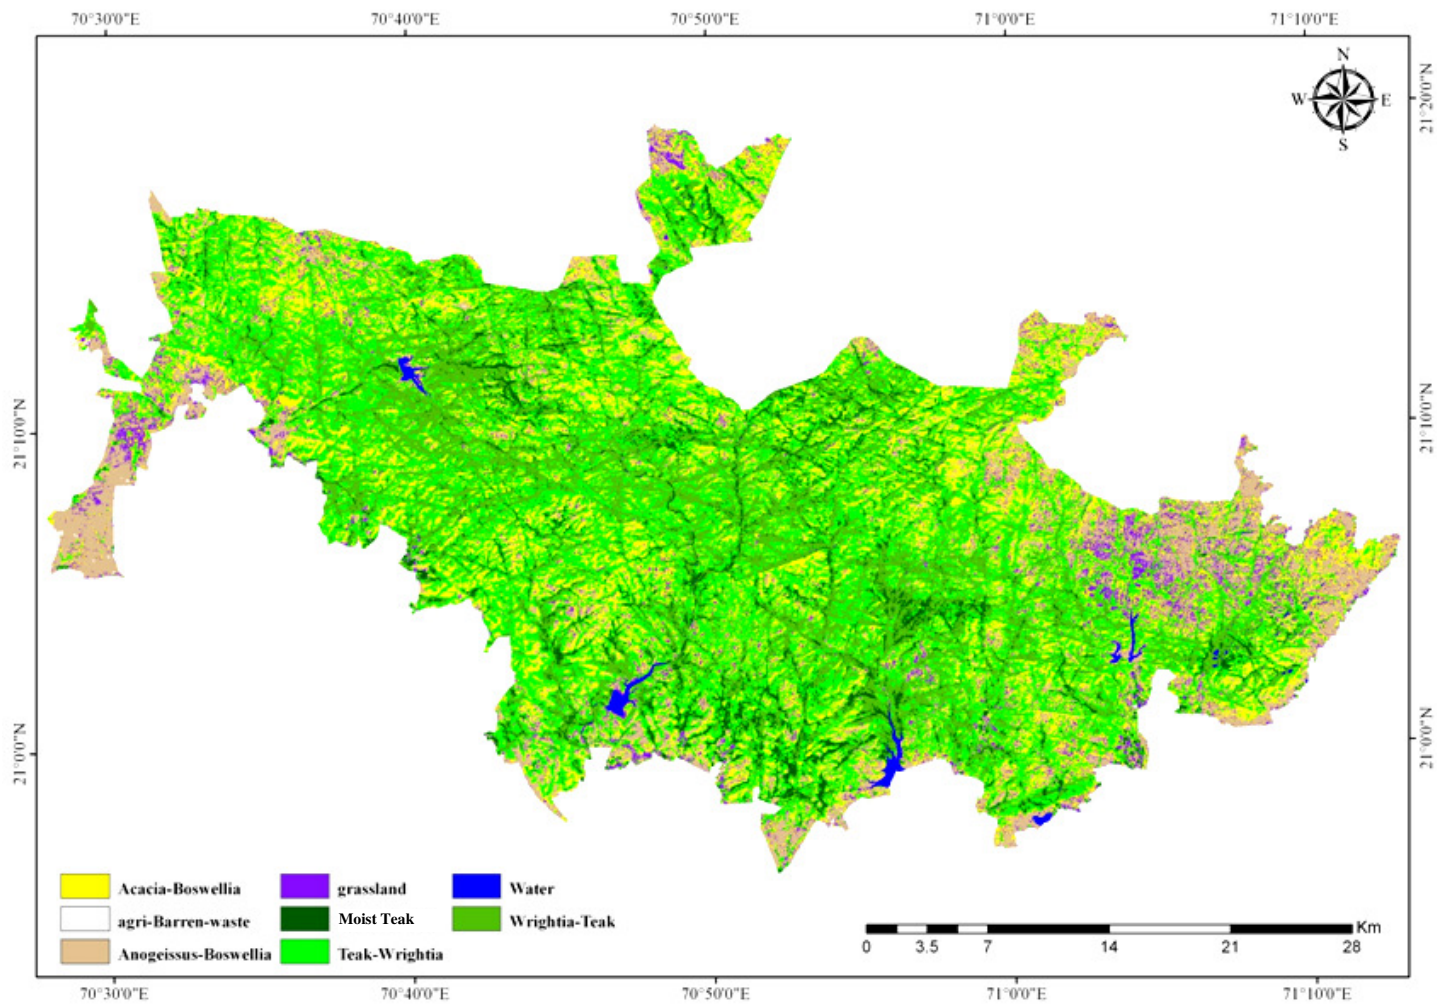 70°30'0"E 70°40'0"E 70°50'0"E 71°0'0"E 71°10'0"E
N
W E
S
21°20'0"N
21°10'0"N
21°10'0"N
21°0'0"N
21°0'0"N
Acacia-Boswellia grassland Water
agri-Barren-waste Moist Teak Wrightia-Teak
Anogeissus-Boswellia Teak-Wrightia
Km
0 3.5 7 14 21 28
70°30'0"E 70°40'0"E 70°50'0"E 71°0'0"E 71°10'0"E